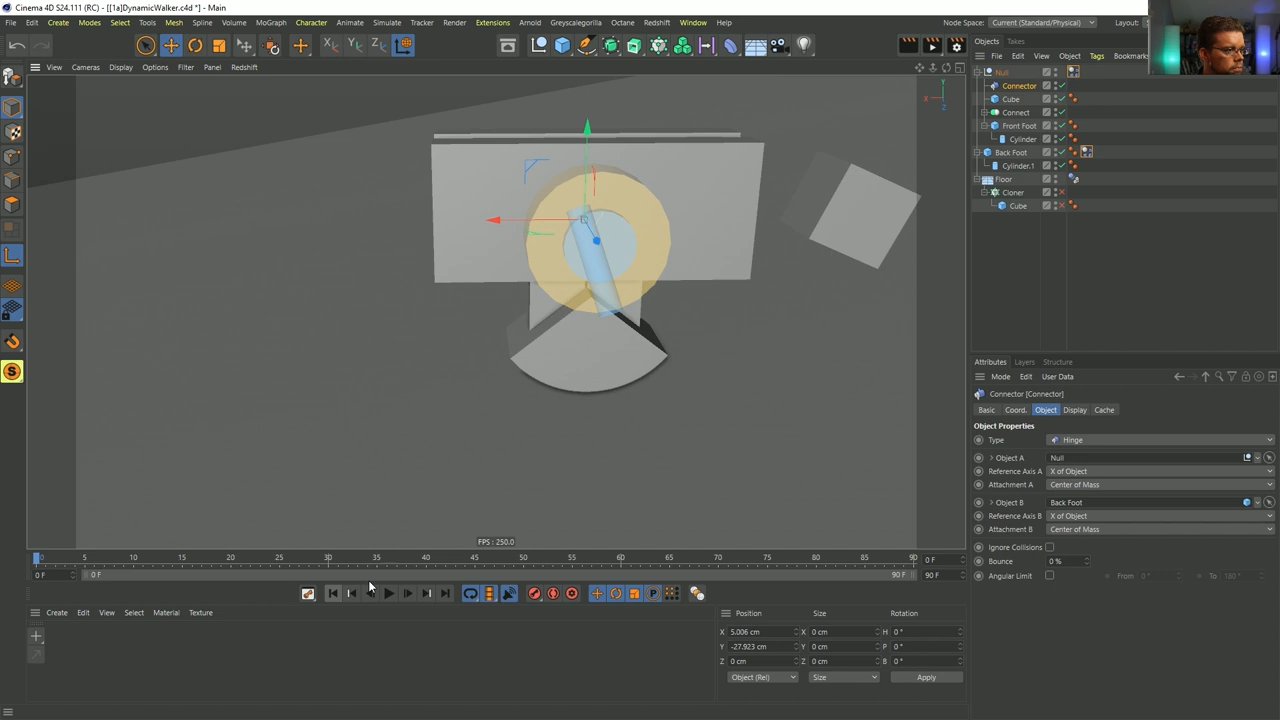 Cinema 4D S24.111 (RC) - [[1a]DynamicWalker.c4d *] - Main
File Create Modes Select Tools Mesh Spline Volume MoGraph Character Animate Simulate Tracker Render Extensions Arnold Greyscalegorilla Octane Redshift Window Help
Node Space: Current (Standard/Physical) Layout:
X Y Z
View Cameras Display Options Filter Panel Redshift
Objects Takes
File Edit View Object Tags Bookmarks
Null
Connector
Cube
Connect
Front Foot
Cylinder
Back Foot
Cylinder.1
Floor
Cloner
Cube
Y
X
Z
S
FPS : 250.0
Attributes Layers Structure
Mode Edit User Data
Connector [Connector]
Basic Coord. Object Display Cache
Object Properties
Type Hinge
Object A Null
Reference Axis A X of Object
Attachment A Center of Mass
Object B Back Foot
Reference Axis B X of Object
Attachment B Center of Mass
Ignore Collisions
Bounce 0 %
Angular Limit From 0 ° To 180 °
0 5 10 15 20 25 30 35 40 45 50 55 60 65 70 75 80 85 90 0 F
0 F 0 F 90 F 90 F
P
Create Edit View Select Material Texture
Position Size Rotation
X 5.006 cm X 0 cm H 0 °
Y -27.923 cm Y 0 cm P 0 °
Z 0 cm Z 0 cm B 0 °
Object (Rel) Size Apply